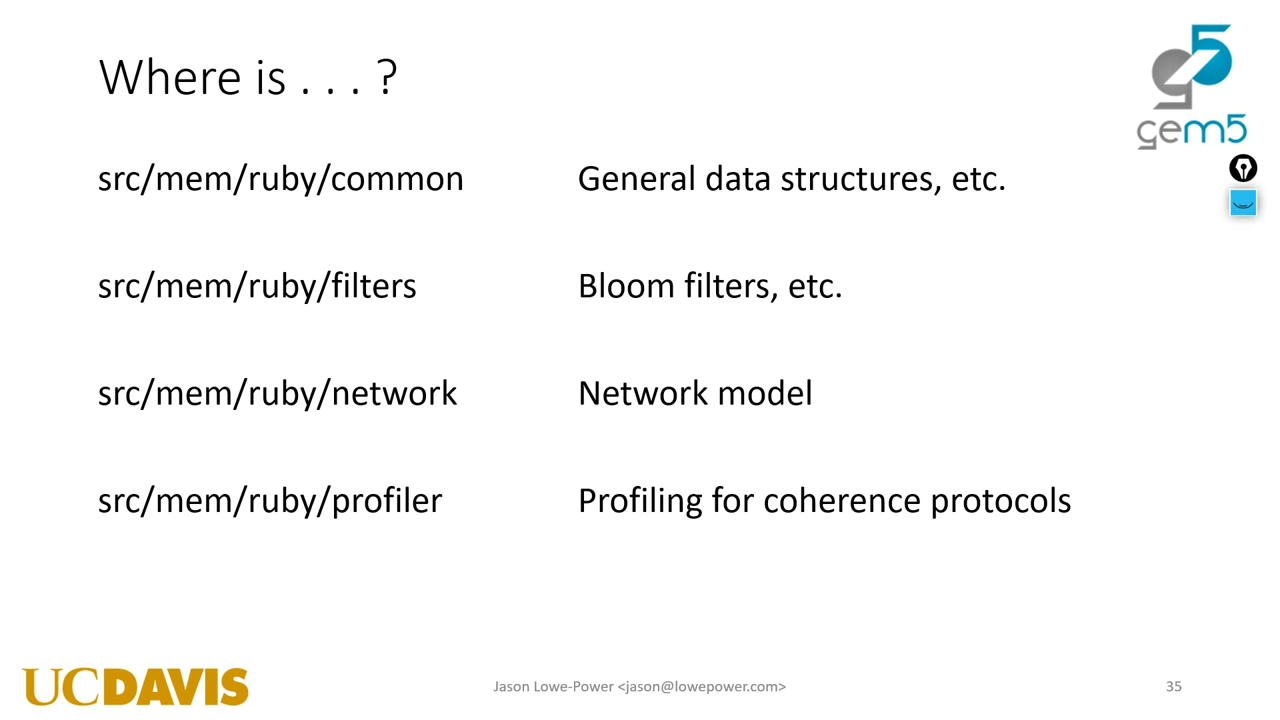 Where is . . . ?
gem5
src/mem/ruby/common General data structures, etc.
src/mem/ruby/filters Bloom filters, etc.
src/mem/ruby/network Network model
src/mem/ruby/profiler Profiling for coherence protocols
UCDAVIS
Jason Lowe-Power <jason@lowepower.com>
35